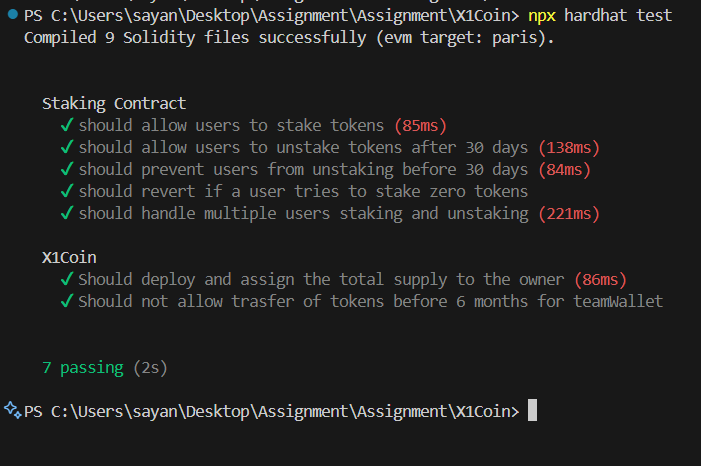 PS C:\Users\sayan\Desktop\Assignment\Assignment\X1Coin> npx hardhat test
Compiled 9 Solidity files successfully (evm target: paris).
Staking Contract
✓ should allow users to stake tokens (85ms)
✓ should allow users to unstake tokens after 30 days (138ms)
✓ should prevent users from unstaking before 30 days (84ms)
✓ should revert if a user tries to stake zero tokens
✓ should handle multiple users staking and unstaking (221ms)
X1Coin
✓ Should deploy and assign the total supply to the owner (86ms)
✓ Should not allow trasfer of tokens before 6 months for teamWallet
7 passing (2s)
PS C:\Users\sayan\Desktop\Assignment\Assignment\X1Coin>